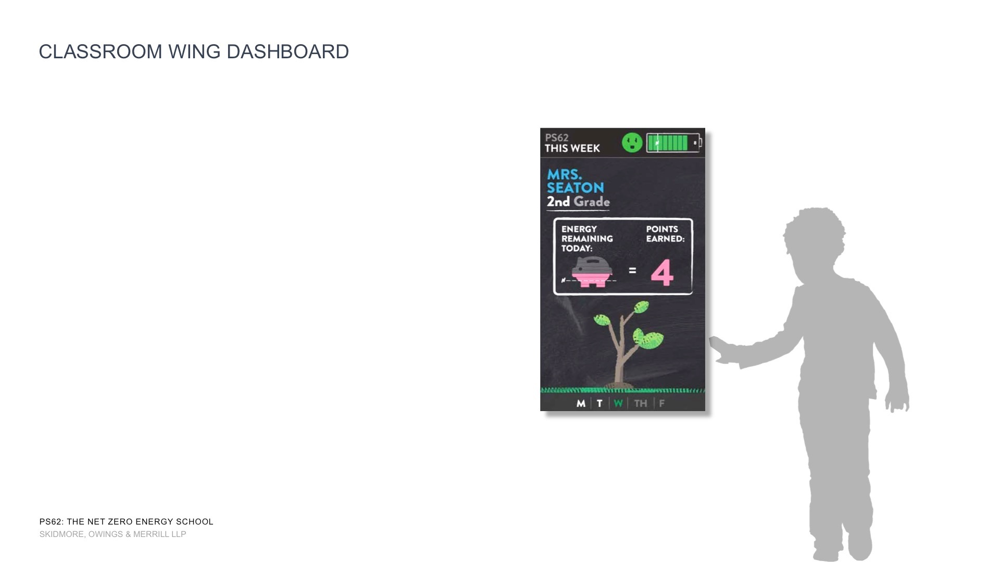 CLASSROOM WING DASHBOARD
PS62
THIS WEEK
8
MRS.
SEATON
2nd Grade
ENERGY
REMAINING
TODAY:
POINTS
EARNED:
= 4
M | T | W | TH | F
PS62: THE NET ZERO ENERGY SCHOOL
SKIDMORE, OWINGS & MERRILL LLP